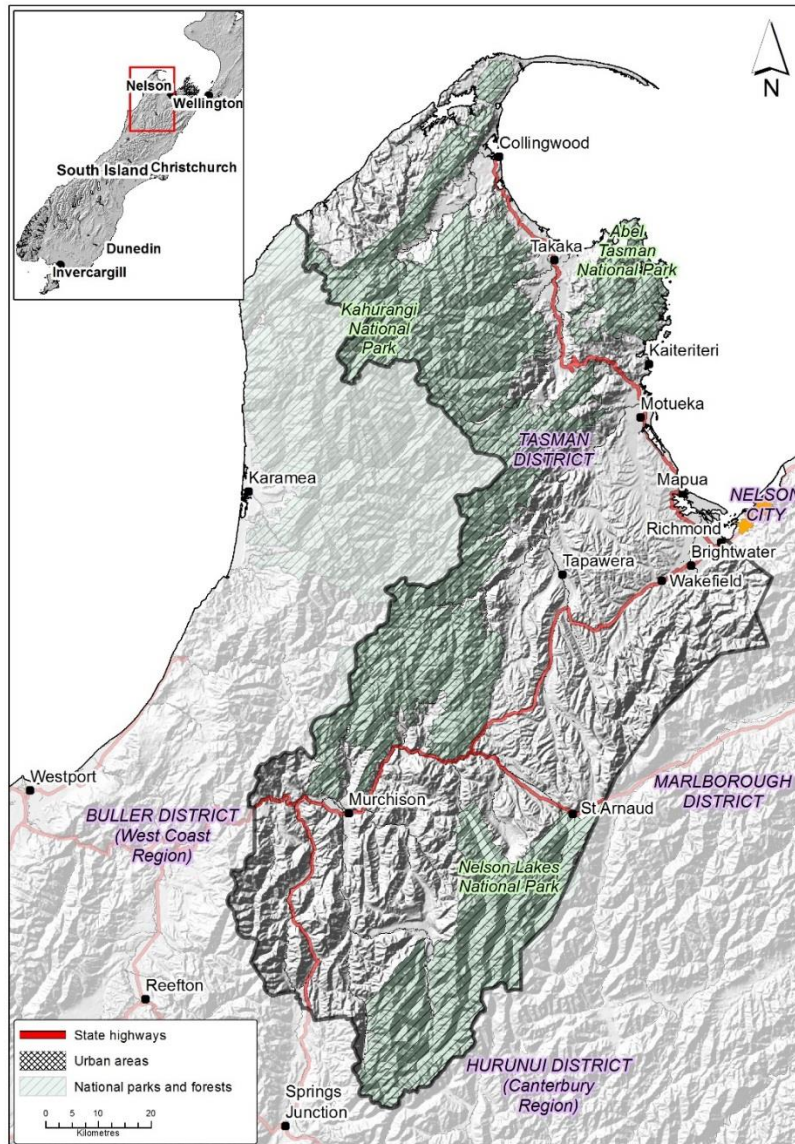 Nelson
Wellington
South Island
Christchurch
Dunedin
Invercargill
N
Collingwood
Takaka
Abel
Tasman
National Park
Kahurangi
National
Park
Kaiteriteri
Motueka
TASMAN
DISTRICT
Karamea
Mapua
NELSON
CITY
Richmond
Brightwater
Tapawera
Wakefield
Westport
MARLBOROUGH
DISTRICT
BULLER DISTRICT
(West Coast
Region)
Murchison
St Arnaud
Nelson Lakes
National Park
Reefton
State highways
Urban areas
National parks and forests
0 10 20
Kilometres
HURUNUI DISTRICT
(Canterbury
Region)
Springs
Junction